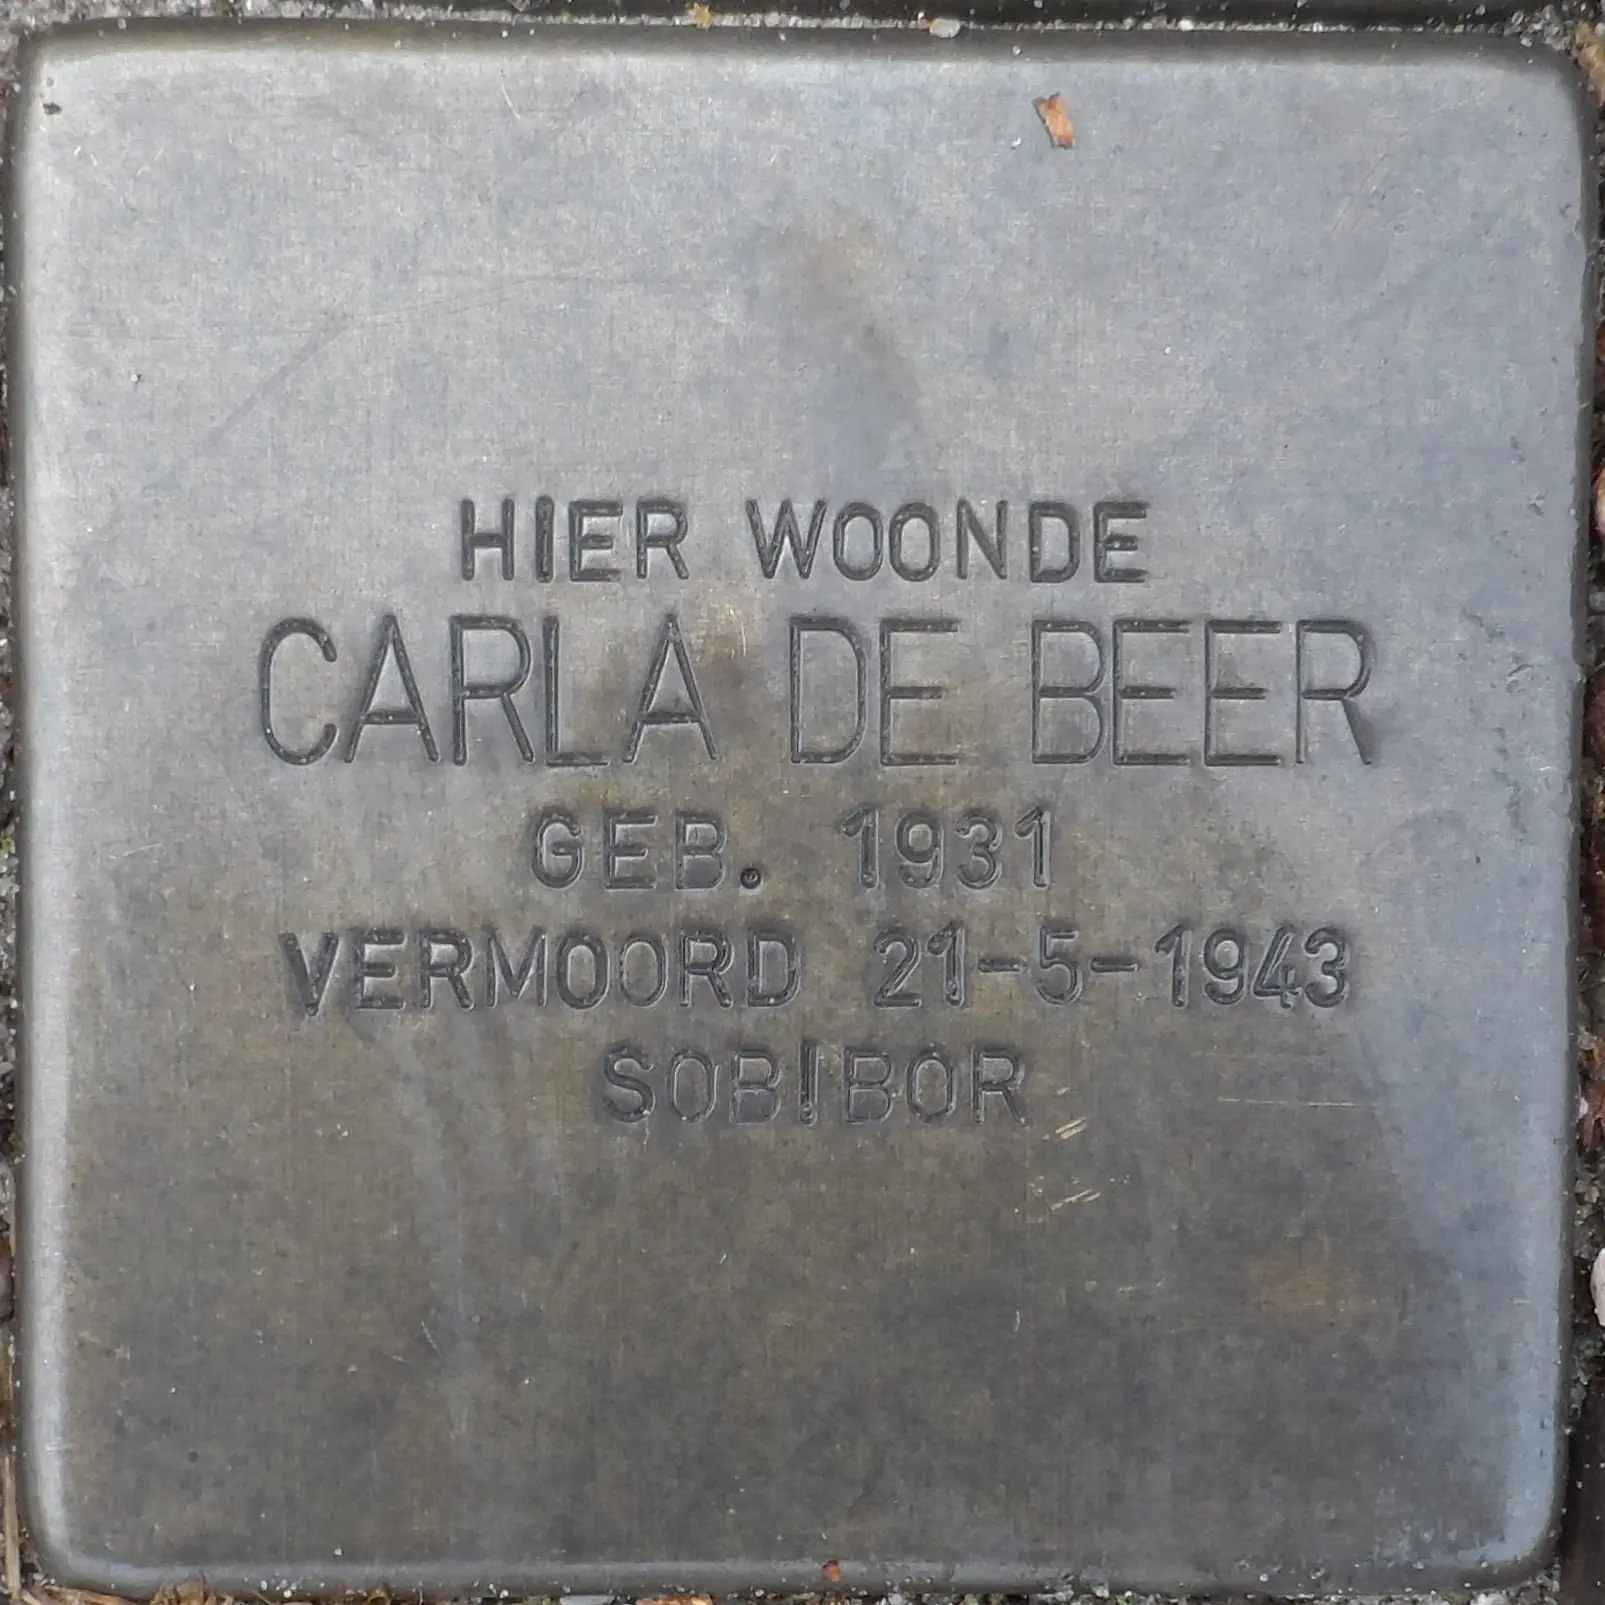 HIER WOONDE
CARLA DE BEER
GEB. 1931
VERMOORD 21-5-1943
SOBIBOR